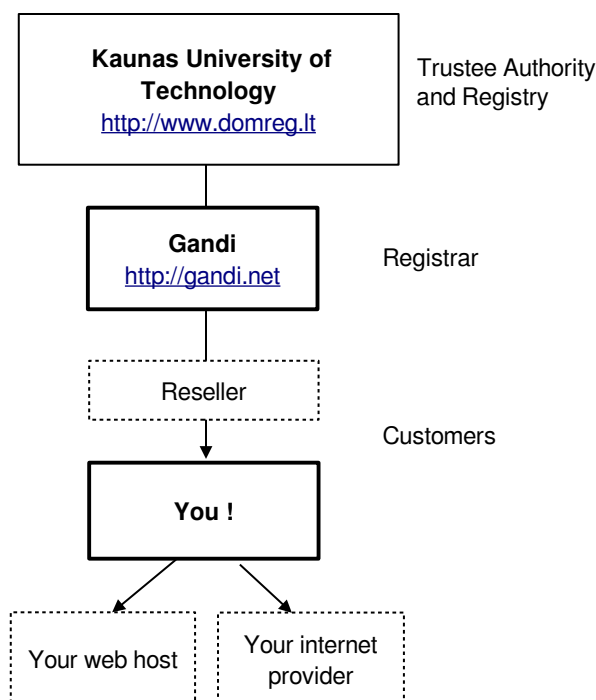 Kaunas University of
Technology
http://www.domreg.lt
Trustee Authority
and Registry
Gandi
http://gandi.net
Registrar
Reseller
Customers
You !
Your web host
Your internet
provider